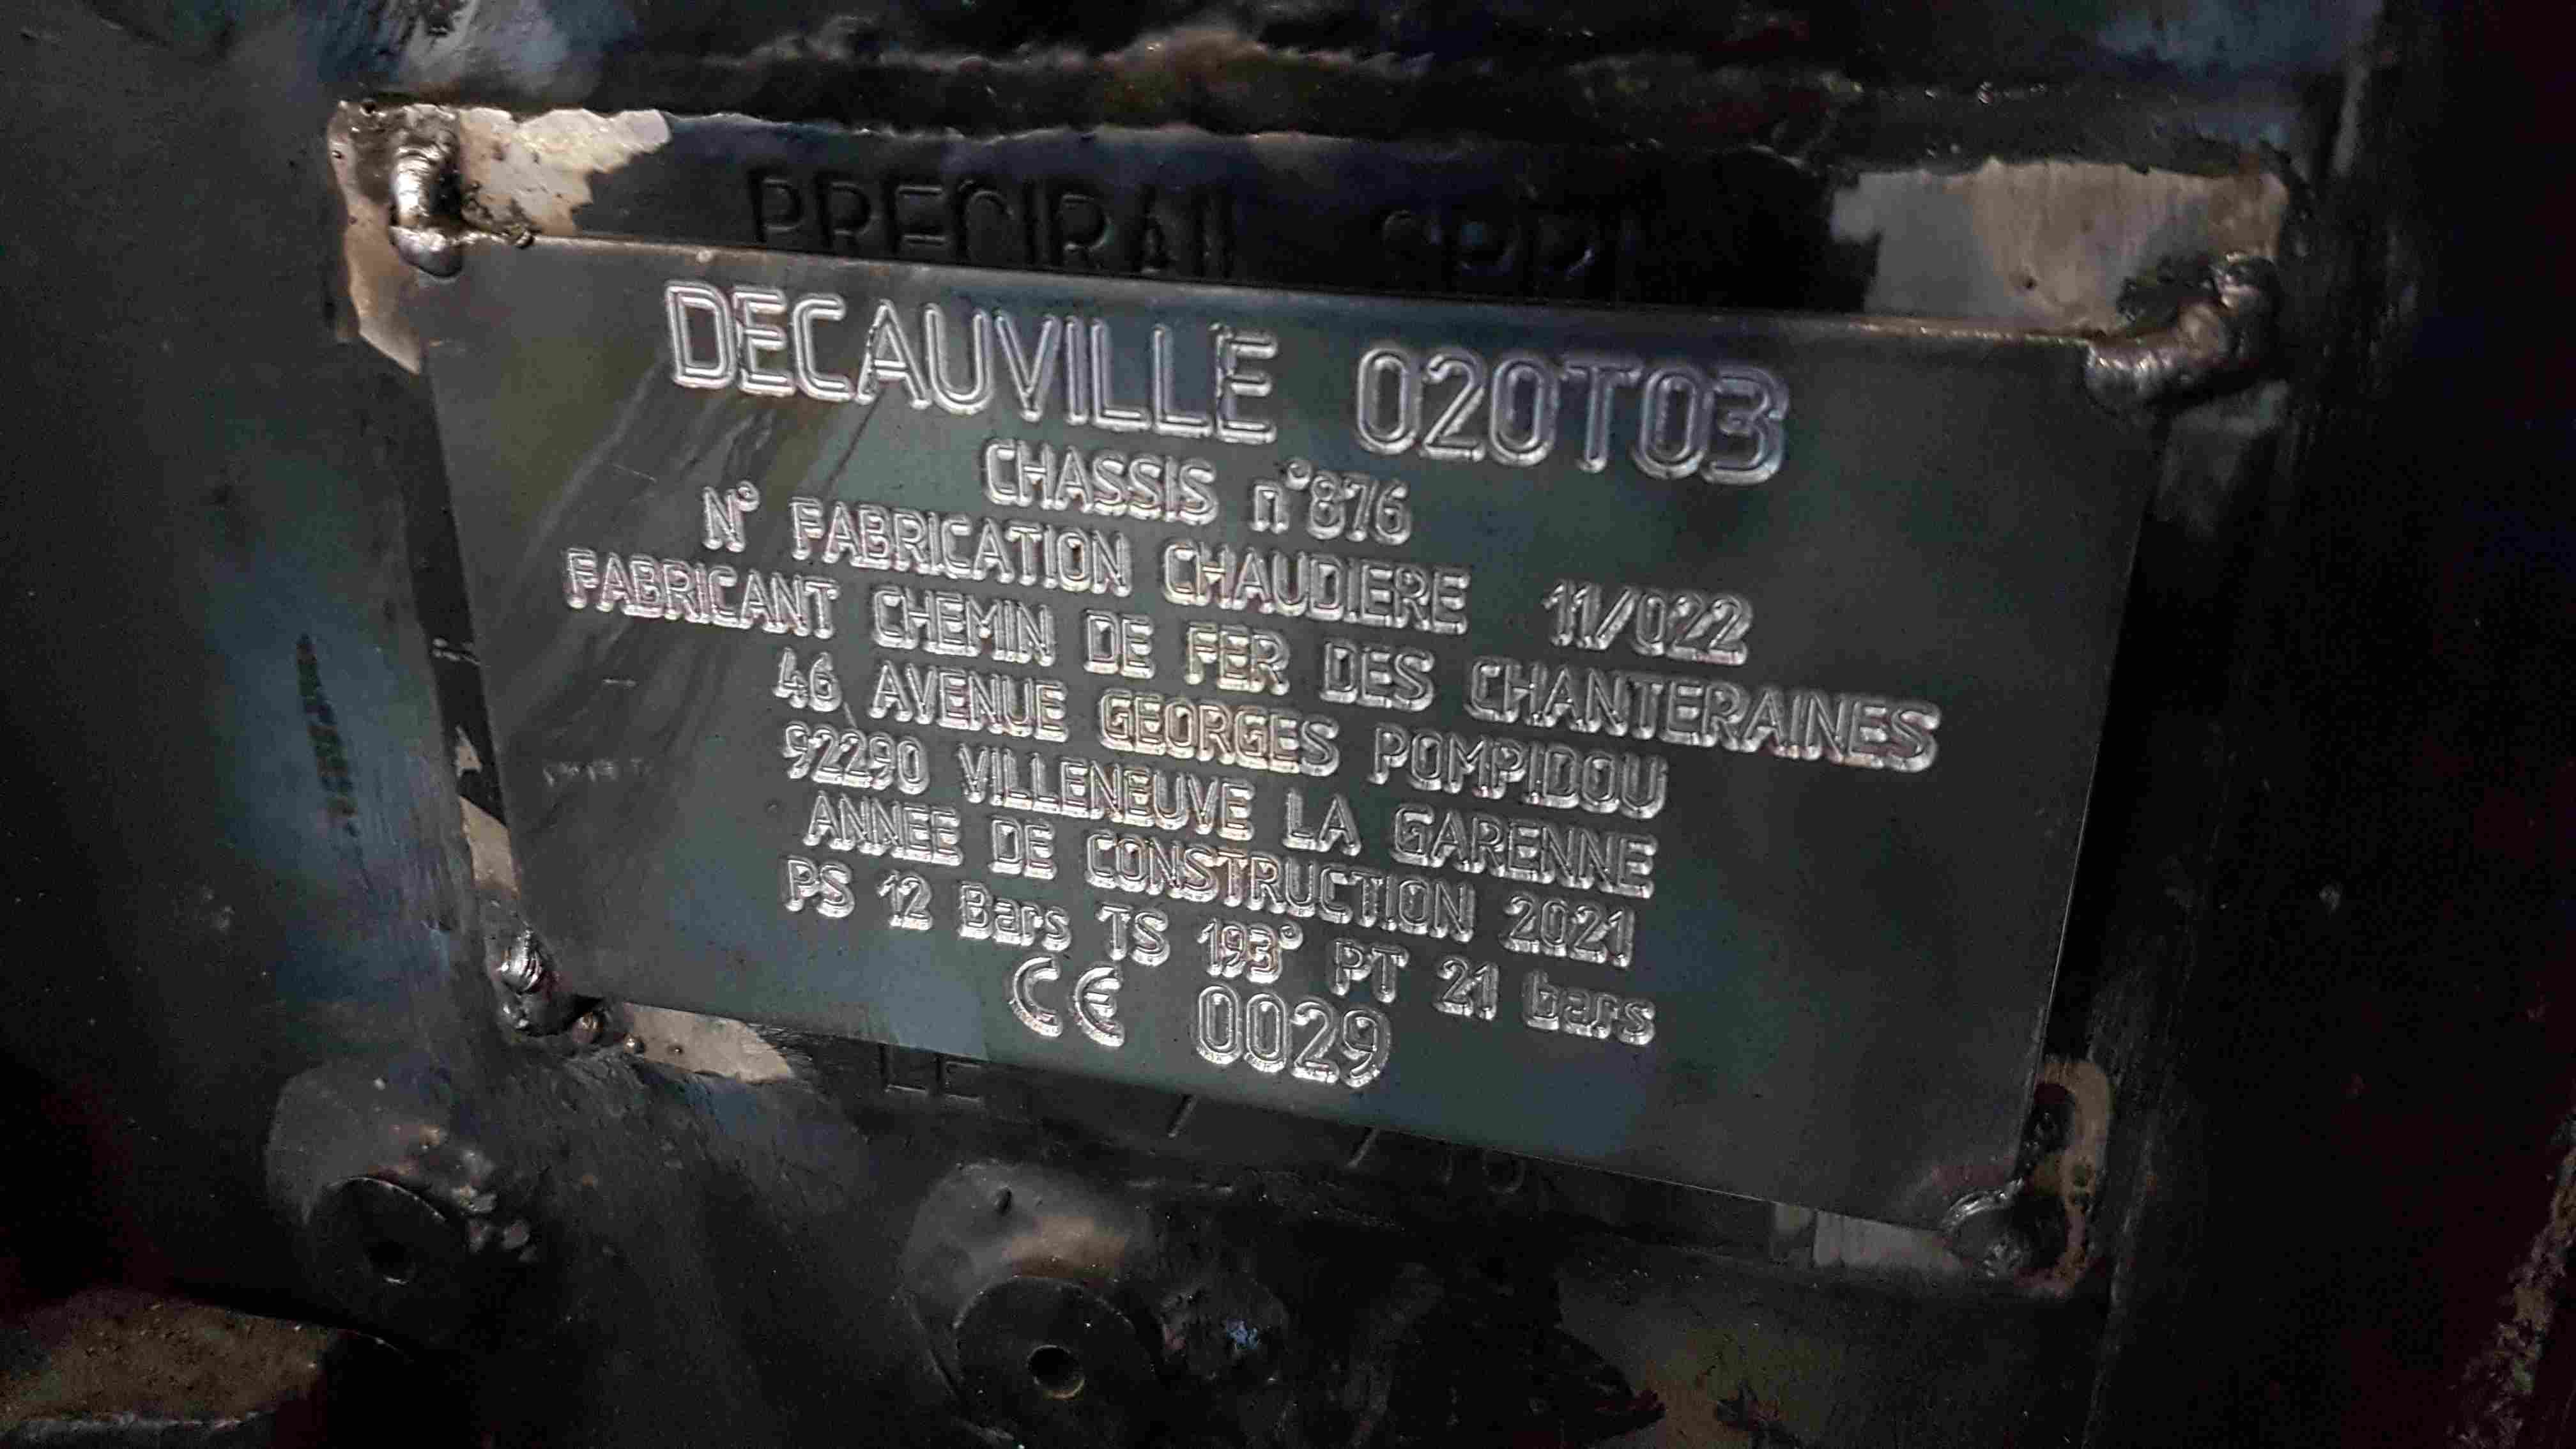 DECAUVILLE 020T03
CHASSIS n°876
N° FABRICATION CHAUDIERE 11/022
FABRICANT CHEMIN DE FER DES CHANTERAINES
46 AVENUE GEORGES POMPIDOU
92290 VILLENEUVE LA GARENNE
ANNEE DE CONSTRUCTION 2021
PS 12 Bars TS 193° PT 21 bars
CE 0029
LE